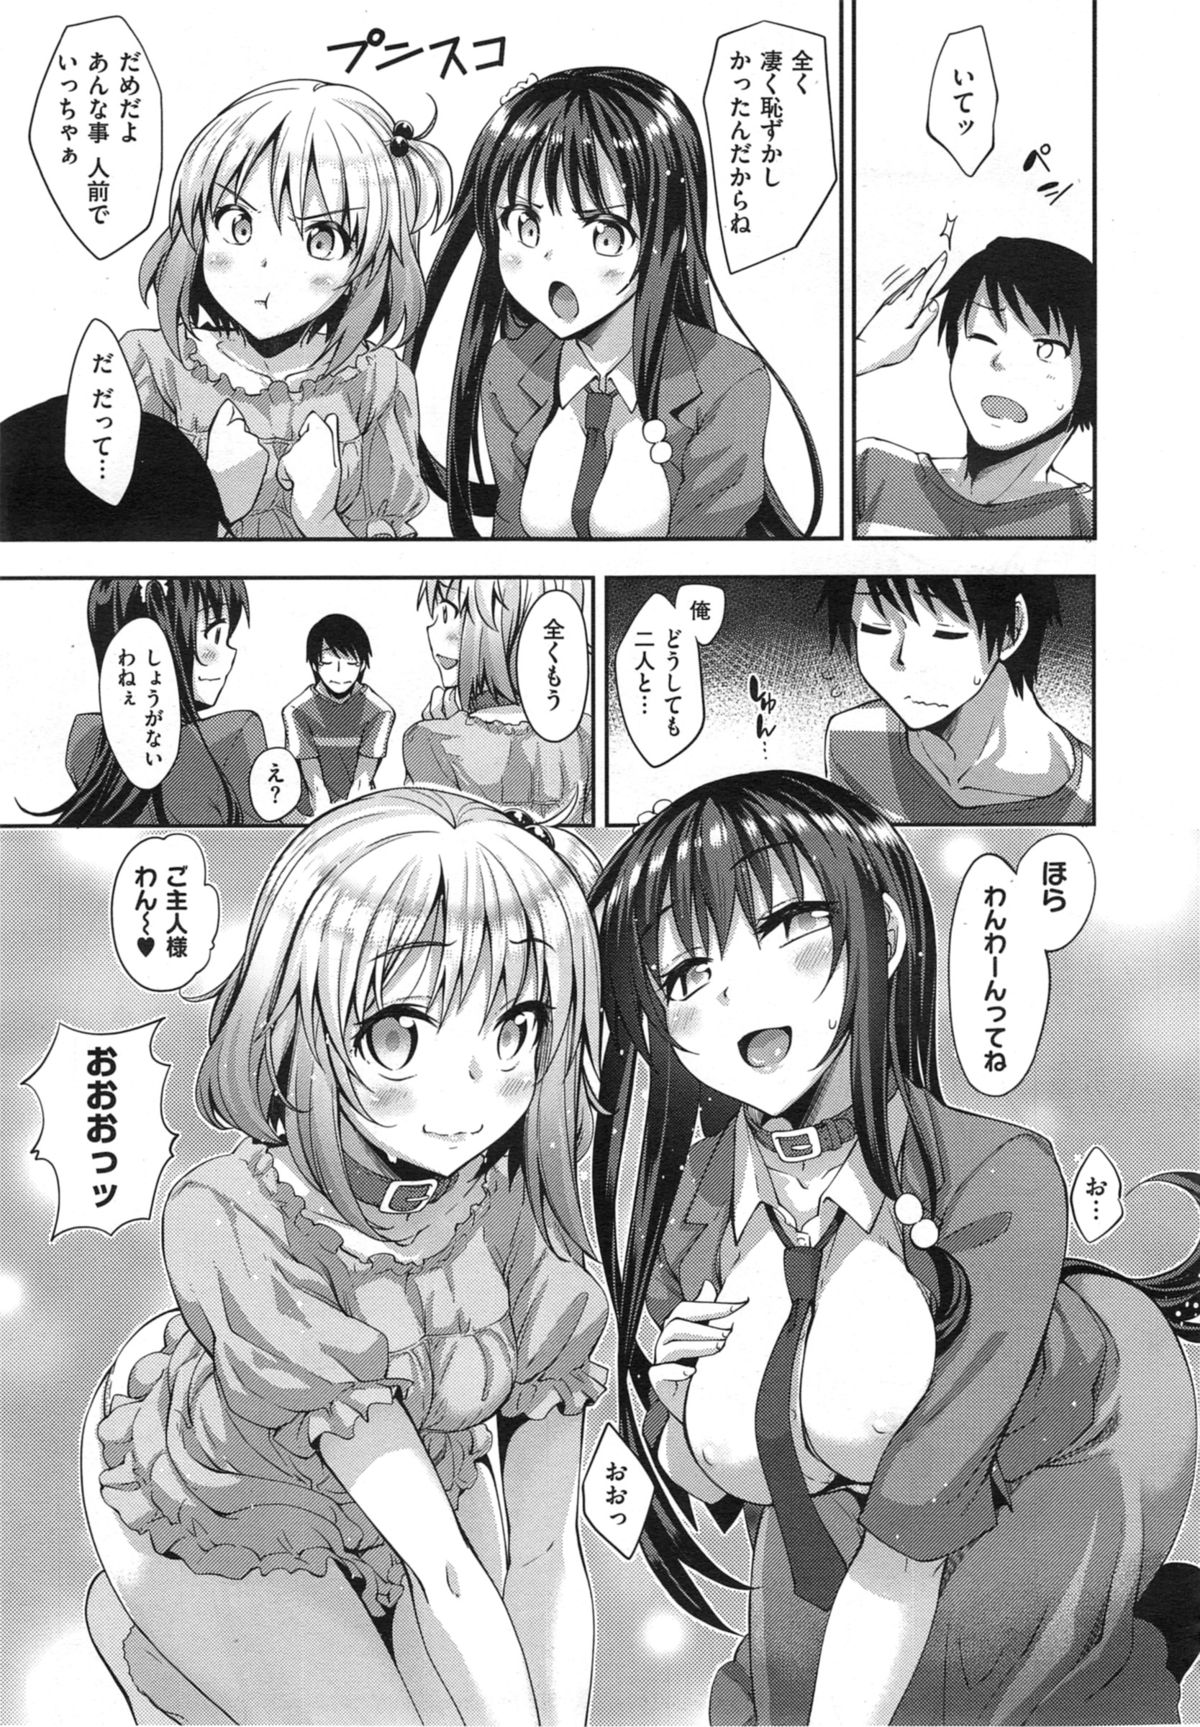 いてッ
ペシ
全く
凄く恥ずかし
かったんだからね
プンスコ
だめだよ
あんな事 人前で
いっちゃぁ
だ だって…
俺
どうしても
二人と…
しゅん…
全くもう
え?
しょうがない
わねぇ
ほら
わんわーんってね
ご主人様
わん〜♥
お…
おおっ
おおおっッ